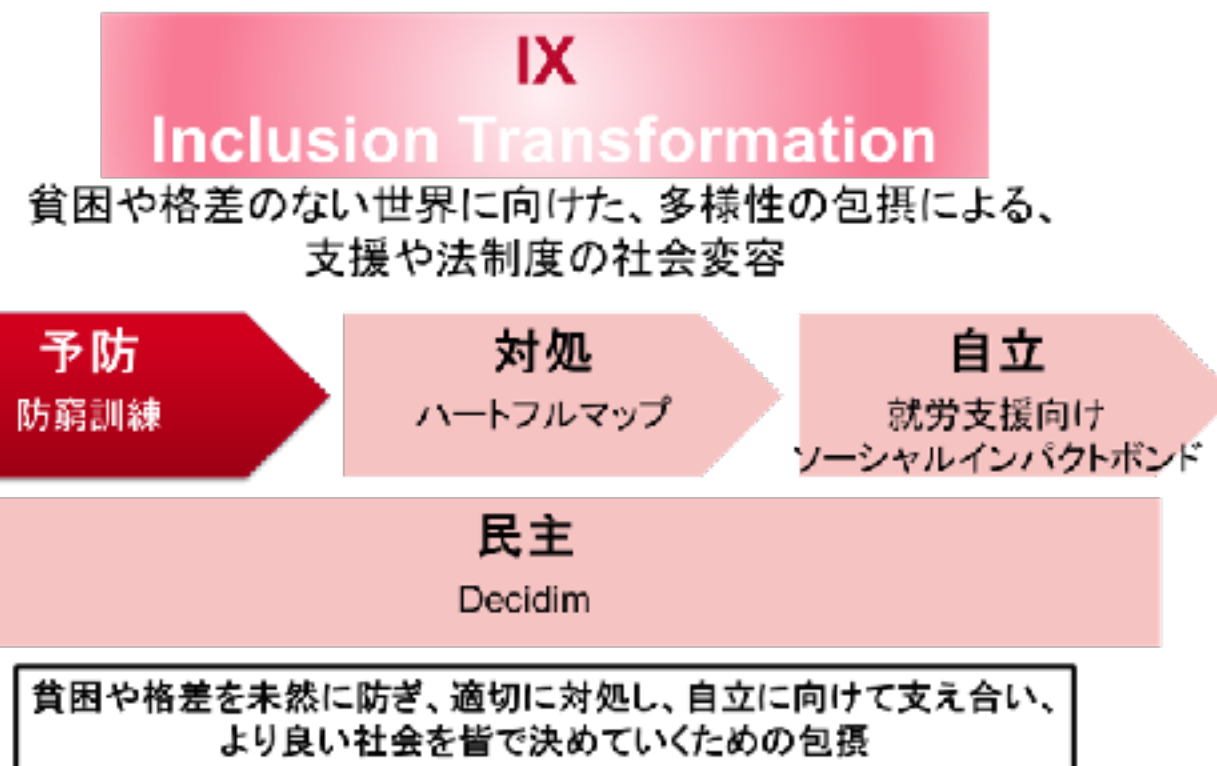 IX
Inclusion Transformation
貧困や格差のない世界に向けた、多様性の包摂による、
支援や法制度の社会変容
予防
防窮訓練
対処
ハートフルマップ
自立
就労支援向け
ソーシャルインパクトボンド
民主
Decidim
貧困や格差を未然に防ぎ、適切に対処し、自立に向けて支え合い、
より良い社会を皆で決めていくための包摂